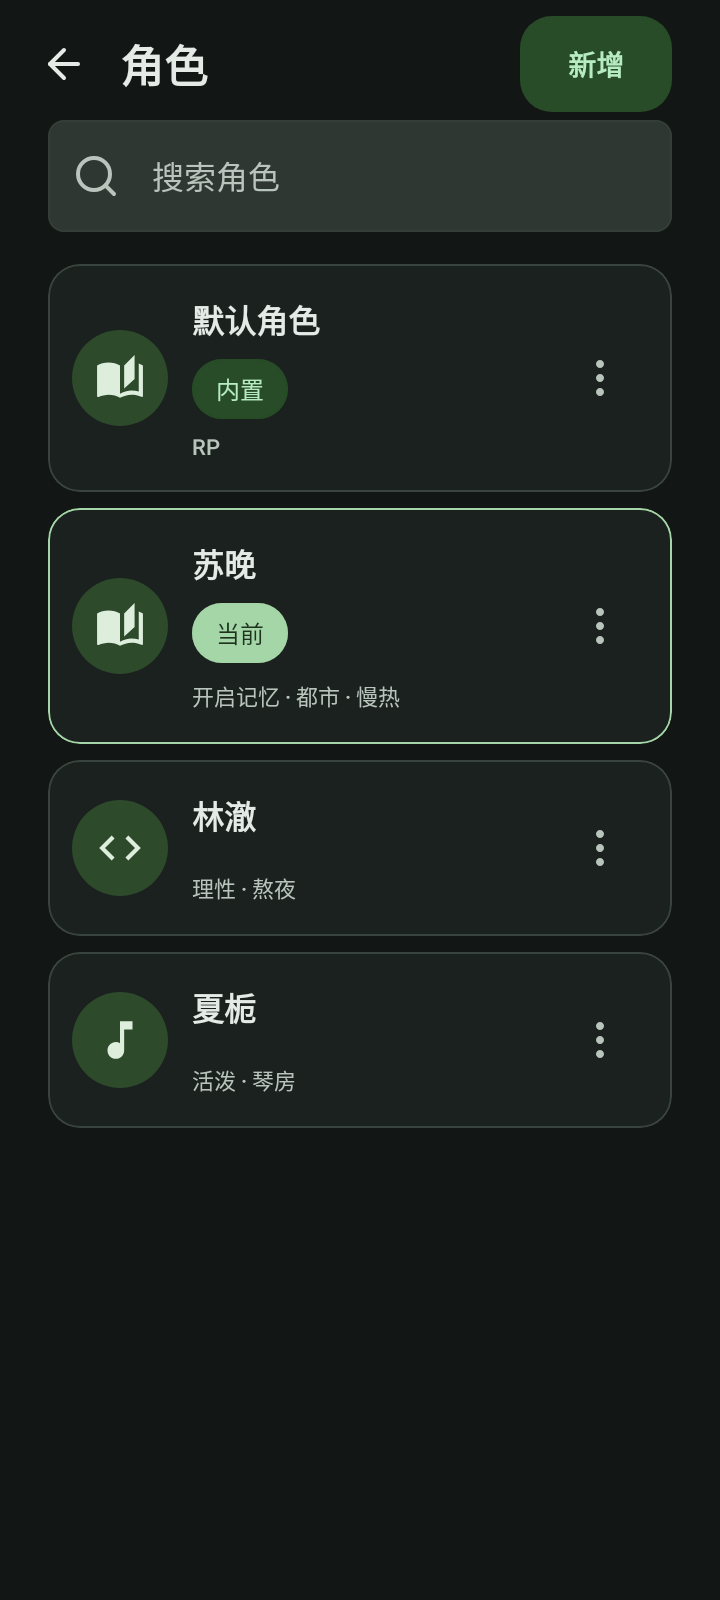 角色
新增
搜索角色
默认角色
内置
RP
苏晚
当前
开启记忆 · 都市 · 慢热
林澈
理性 · 熬夜
夏栀
活泼 · 琴房